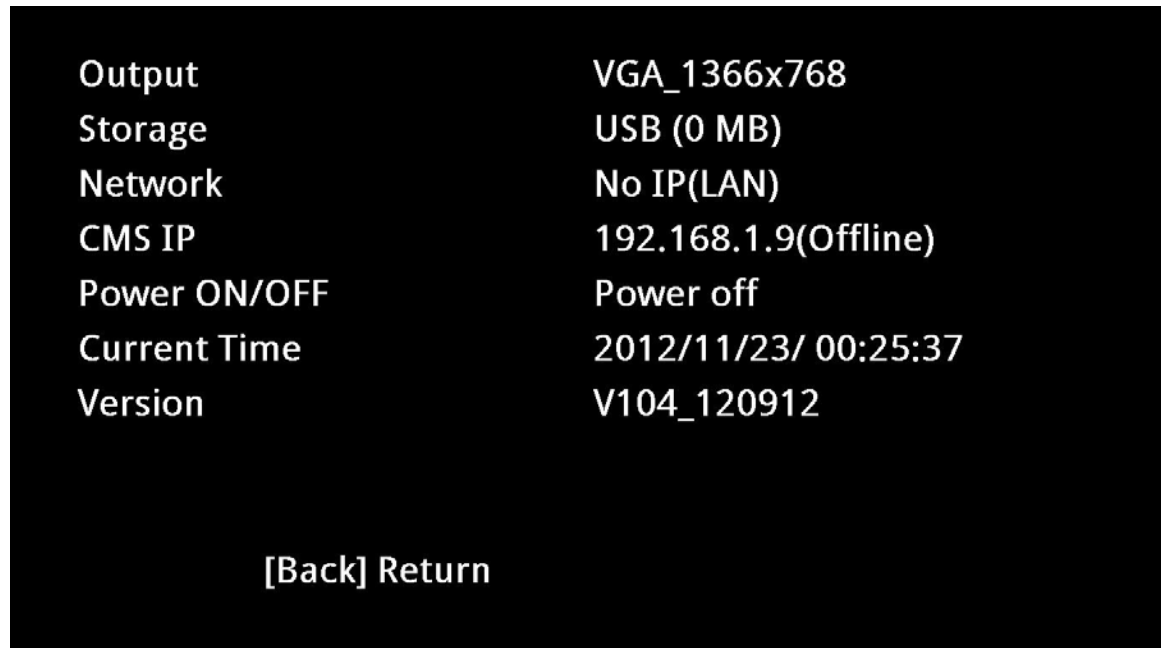 Output VGA_1366x768
Storage USB (0 MB)
Network No IP(LAN)
CMS IP 192.168.1.9(Offline)
Power ON/OFF Power off
Current Time 2012/11/23/ 00:25:37
Version V104_120912
[Back] Return